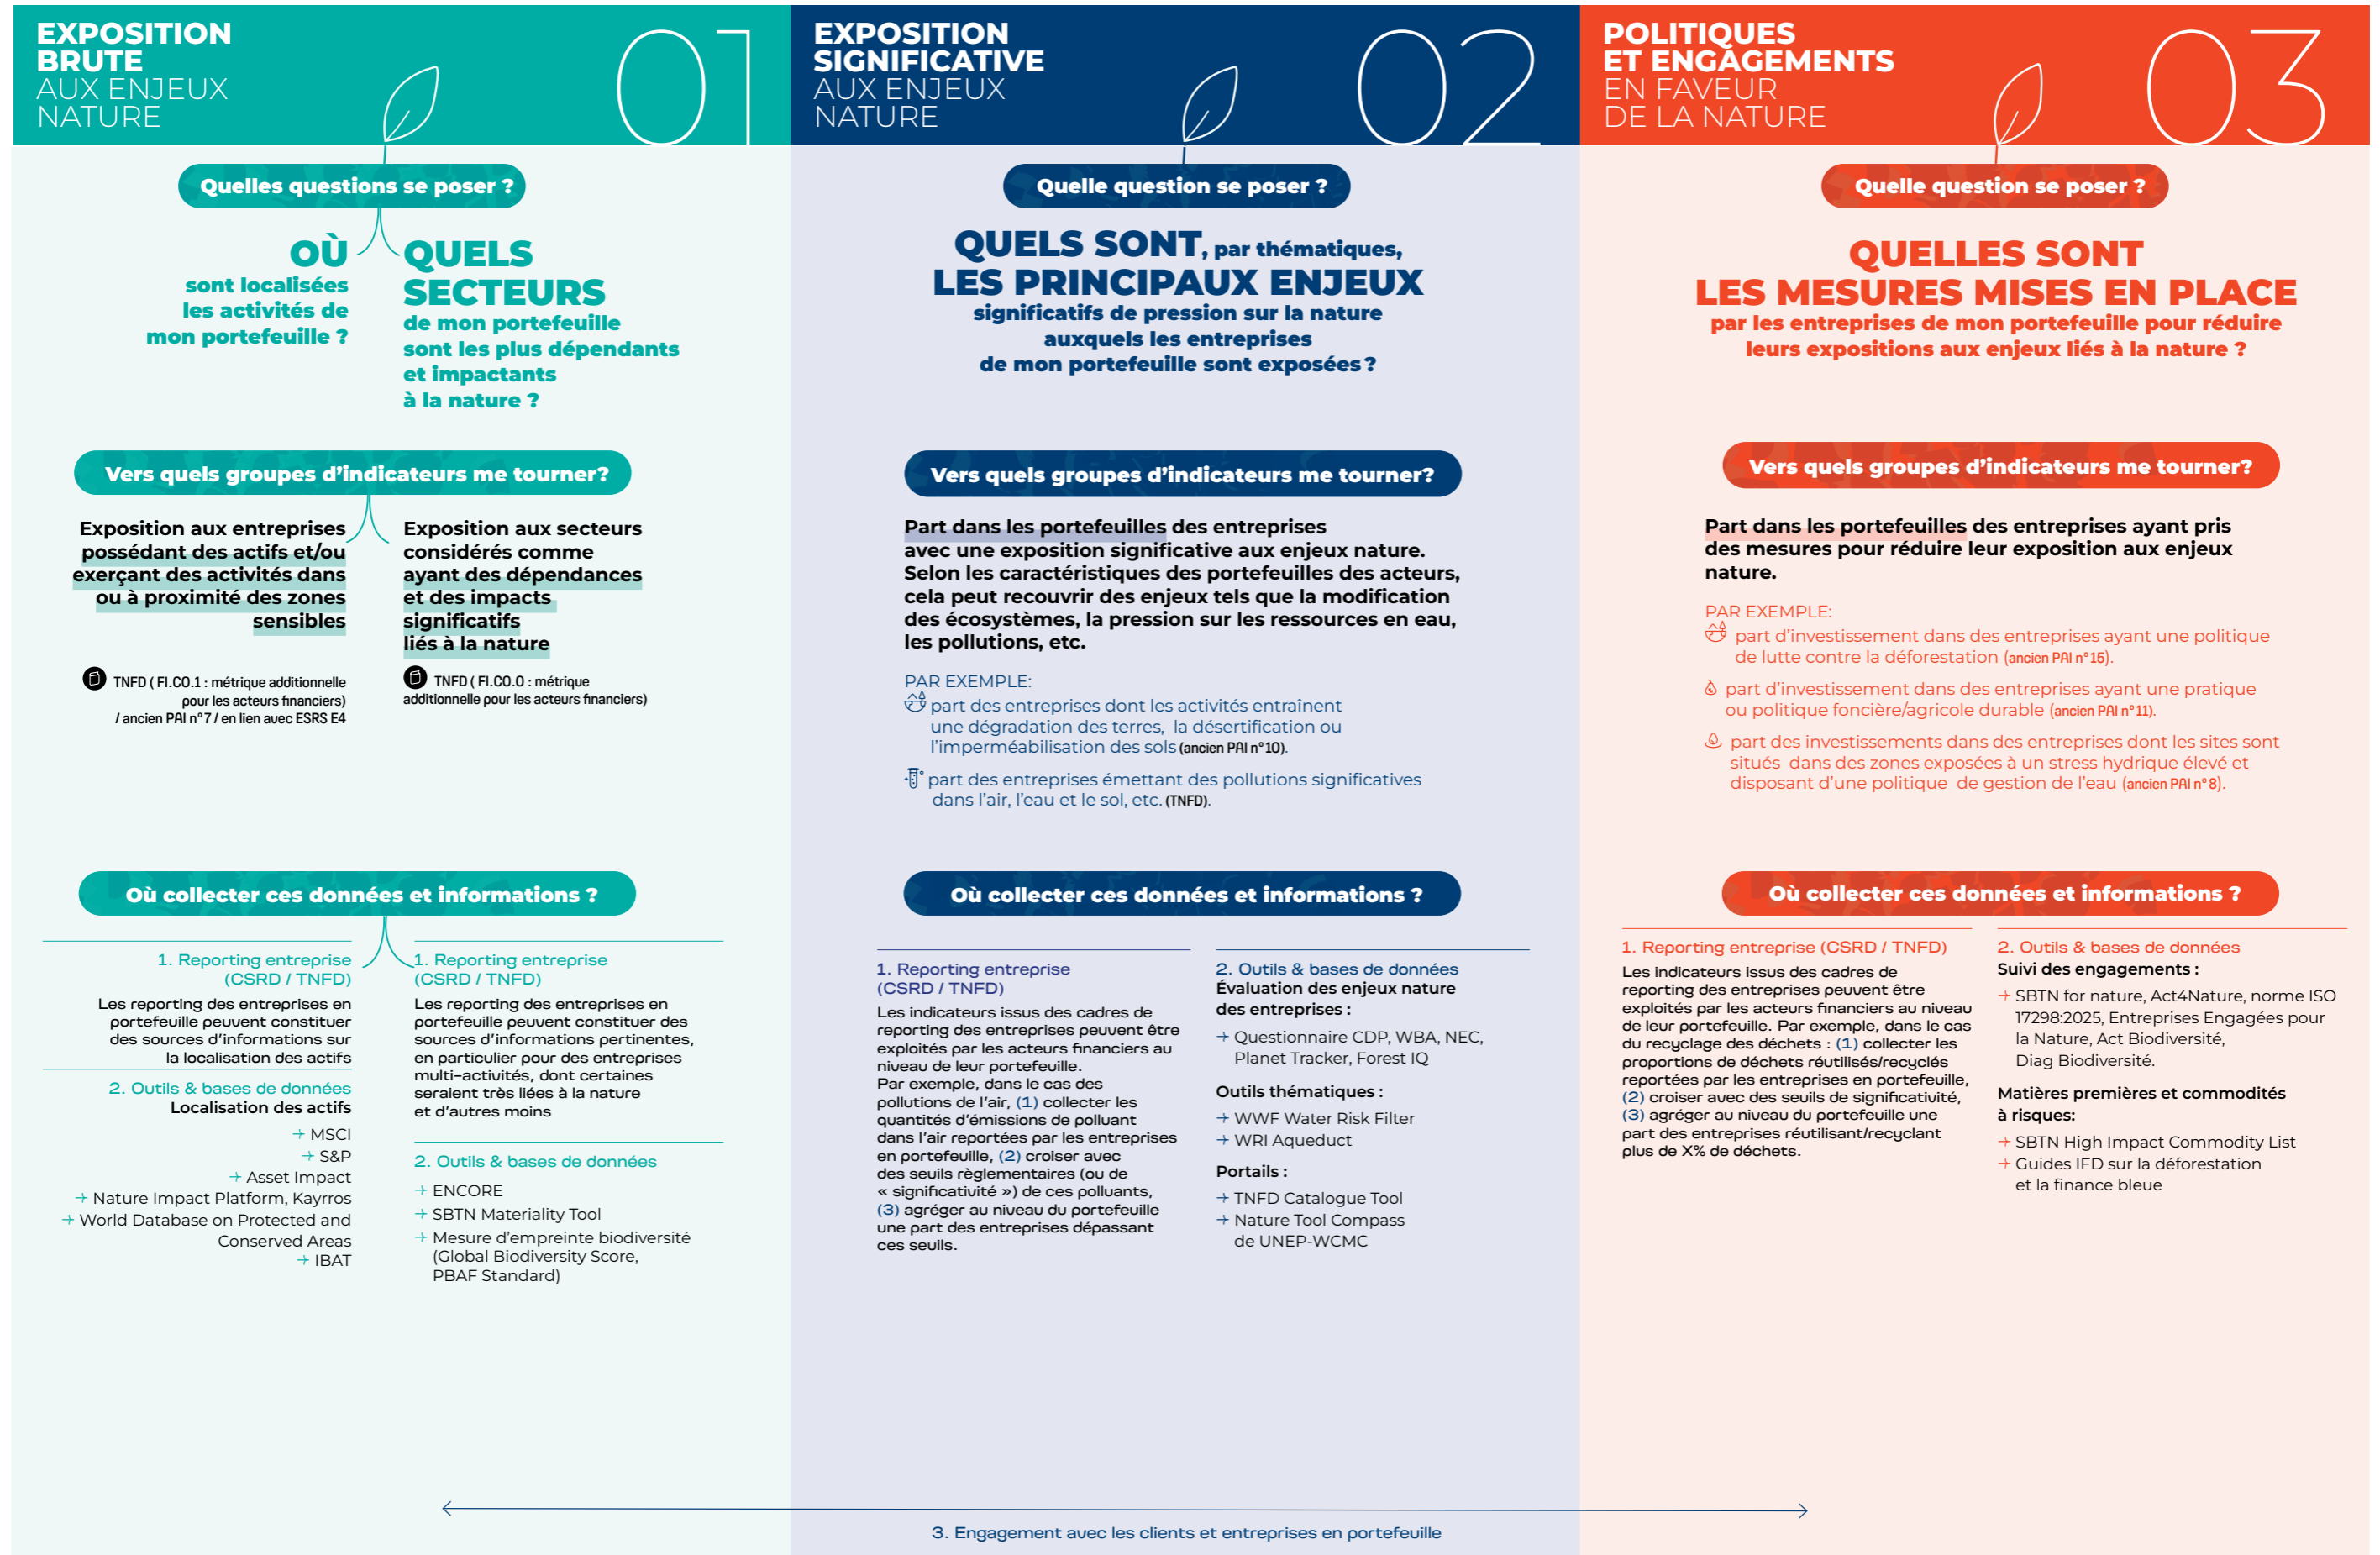 EXPOSITION
BRUTE
AUX ENJEUX
NATURE
01
Quelles questions se poser ?
OÙ
sont localisées
les activités de
mon portefeuille ?
QUELS
SECTEURS
de mon portefeuille
sont les plus dépendants
et impactants
à la nature ?
Vers quels groupes d’indicateurs me tourner?
Exposition aux entreprises
possédant des actifs et/ou
exerçant des activités dans
ou à proximité des zones
sensibles
TNFD ( FI.CO.1 : métrique additionnelle
pour les acteurs financiers)
/ ancien PAI n°7 / en lien avec ESRS E4
Exposition aux secteurs
considérés comme
ayant des dépendances
et des impacts
significatifs
liés à la nature
TNFD ( FI.CO.0 : métrique
additionnelle pour les acteurs financiers)
Où collecter ces données et informations ?
1. Reporting entreprise
(CSRD / TNFD)
Les reporting des entreprises en
portefeuille peuvent constituer
des sources d’informations sur
la localisation des actifs
2. Outils & bases de données
Localisation des actifs
→ MSCI
→ S&P
→ Asset Impact
→ Nature Impact Platform, Kayrros
→ World Database on Protected and
Conserved Areas
→ IBAT
1. Reporting entreprise
(CSRD / TNFD)
Les reporting des entreprises en
portefeuille peuvent constituer des
sources d’informations pertinentes,
en particulier pour des entreprises
multi-activités, dont certaines
seraient très liées à la nature
et d’autres moins
2. Outils & bases de données
→ ENCORE
→ SBTN Materiality Tool
→ Mesure d’empreinte biodiversité
(Global Biodiversity Score,
PBAF Standard)
EXPOSITION
SIGNIFICATIVE
AUX ENJEUX
NATURE
02
Quelle question se poser ?
QUELS SONT, par thématiques,
LES PRINCIPAUX ENJEUX
significatifs de pression sur la nature
auxquels les entreprises
de mon portefeuille sont exposées ?
Vers quels groupes d’indicateurs me tourner?
Part dans les portefeuilles des entreprises
avec une exposition significative aux enjeux nature.
Selon les caractéristiques des portefeuilles des acteurs,
cela peut recouvrir des enjeux tels que la modification
des écosystèmes, la pression sur les ressources en eau,
les pollutions, etc.
PAR EXEMPLE:
part des entreprises dont les activités entraînent
une dégradation des terres, la désertification ou
l’imperméabilisation des sols (ancien PAI n°10).
part des entreprises émettant des pollutions significatives
dans l’air, l’eau et le sol, etc. (TNFD).
Où collecter ces données et informations ?
1. Reporting entreprise
(CSRD / TNFD)
Les indicateurs issus des cadres de
reporting des entreprises peuvent être
exploités par les acteurs financiers au
niveau de leur portefeuille.
Par exemple, dans le cas des
pollutions de l’air, (1) collecter les
quantités d’émissions de polluant
dans l’air reportées par les entreprises
en portefeuille, (2) croiser avec
des seuils règlementaires (ou de
« significativité ») de ces polluants,
(3) agréger au niveau du portefeuille
une part des entreprises dépassant
ces seuils.
2. Outils & bases de données
Évaluation des enjeux nature
des entreprises :
→ Questionnaire CDP, WBA, NEC,
Planet Tracker, Forest IQ
Outils thématiques :
→ WWF Water Risk Filter
→ WRI Aqueduct
Portails :
→ TNFD Catalogue Tool
→ Nature Tool Compass
de UNEP-WCMC
POLITIQUES
ET ENGAGEMENTS
EN FAVEUR
DE LA NATURE
03
Quelle question se poser ?
QUELLES SONT
LES MESURES MISES EN PLACE
par les entreprises de mon portefeuille pour réduire
leurs expositions aux enjeux liés à la nature ?
Vers quels groupes d’indicateurs me tourner?
Part dans les portefeuilles des entreprises ayant pris
des mesures pour réduire leur exposition aux enjeux
nature.
PAR EXEMPLE:
part d’investissement dans des entreprises ayant une politique
de lutte contre la déforestation (ancien PAI n°15).
part d’investissement dans des entreprises ayant une pratique
ou politique foncière/agricole durable (ancien PAI n°11).
part des investissements dans des entreprises dont les sites sont
situés dans des zones exposées à un stress hydrique élevé et
disposant d’une politique de gestion de l’eau (ancien PAI n°8).
Où collecter ces données et informations ?
1. Reporting entreprise (CSRD / TNFD)
Les indicateurs issus des cadres de
reporting des entreprises peuvent être
exploités par les acteurs financiers au niveau
de leur portefeuille. Par exemple, dans le cas
du recyclage des déchets : (1) collecter les
proportions de déchets réutilisés/recyclés
reportées par les entreprises en portefeuille,
(2) croiser avec des seuils de significativité,
(3) agréger au niveau du portefeuille une
part des entreprises réutilisant/recyclant
plus de X% de déchets.
2. Outils & bases de données
Suivi des engagements :
→ SBTN for nature, Act4Nature, norme ISO
17298:2025, Entreprises Engagées pour
la Nature, Act Biodiversité,
Diag Biodiversité.
Matières premières et commodités
à risques:
→ SBTN High Impact Commodity List
→ Guides IFD sur la déforestation
et la finance bleue
3. Engagement avec les clients et entreprises en portefeuille